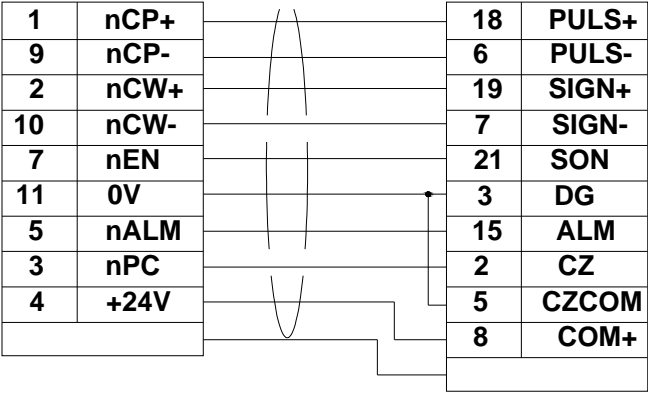 1 nCP+ 18 PULS+
9 nCP- 6 PULS-
2 nCW+ 19 SIGN+
10 nCW- 7 SIGN-
7 nEN 21 SON
11 0V 3 DG
5 nALM 15 ALM
3 nPC 2 CZ
4 +24V 5 CZCOM
8 COM+